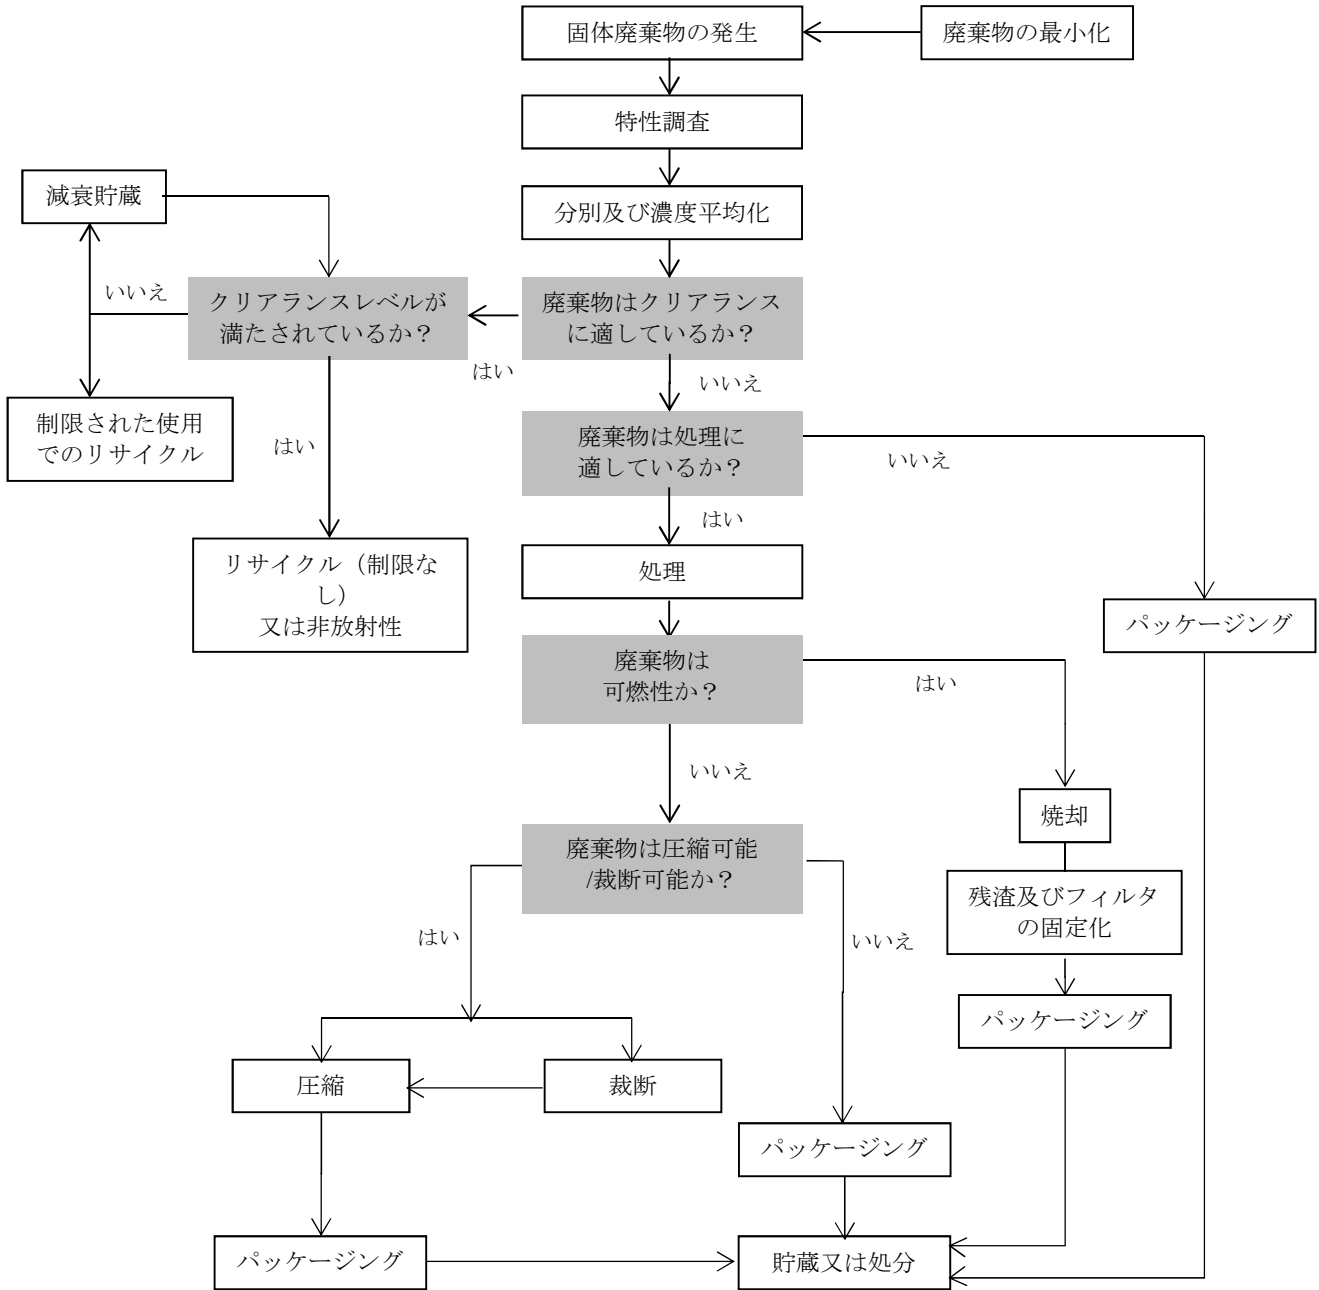 固体廃棄物の発生
廃棄物の最小化
特性調査
減衰貯蔵
分別及び濃度平均化
いいえ
クリアランスレベルが
満たされているか？
廃棄物はクリアランス
に適しているか？
はい
いいえ
制限された使用
でのリサイクル
はい
廃棄物は処理に
適しているか？
いいえ
はい
リサイクル（制限な
し）
又は非放射性
処理
パッケージング
廃棄物は
可燃性か？
はい
いいえ
焼却
廃棄物は圧縮可能
/裁断可能か？
残渣及びフィルタ
の固定化
はい
いいえ
パッケージング
圧縮
裁断
パッケージング
パッケージング
貯蔵又は処分